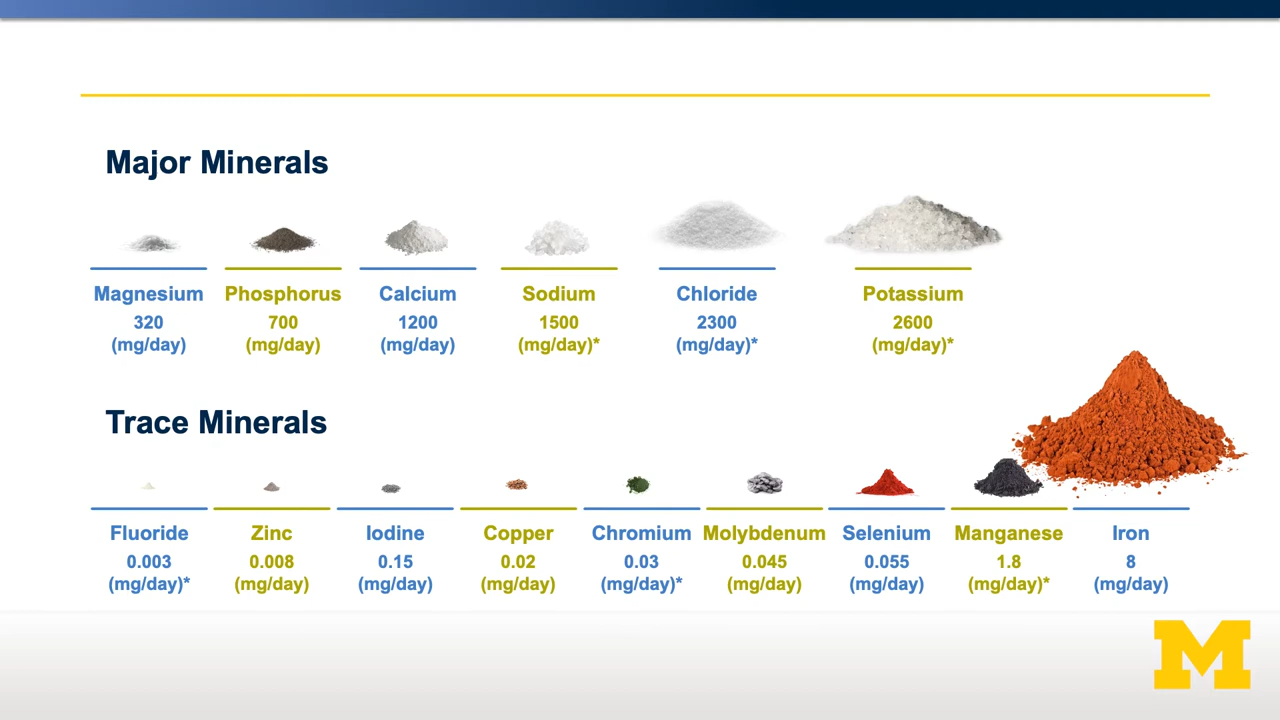 Major Minerals
Magnesium Phosphorus Calcium Sodium Chloride Potassium
320 700 1200 1500 2300 2600
(mg/day) (mg/day) (mg/day) (mg/day)* (mg/day)* (mg/day)*
Trace Minerals
Fluoride Zinc Iodine Copper Chromium Molybdenum Selenium Manganese Iron
0.003 0.008 0.15 0.02 0.03 0.045 0.055 1.8 8
(mg/day)* (mg/day) (mg/day) (mg/day) (mg/day)* (mg/day) (mg/day) (mg/day)* (mg/day)
M